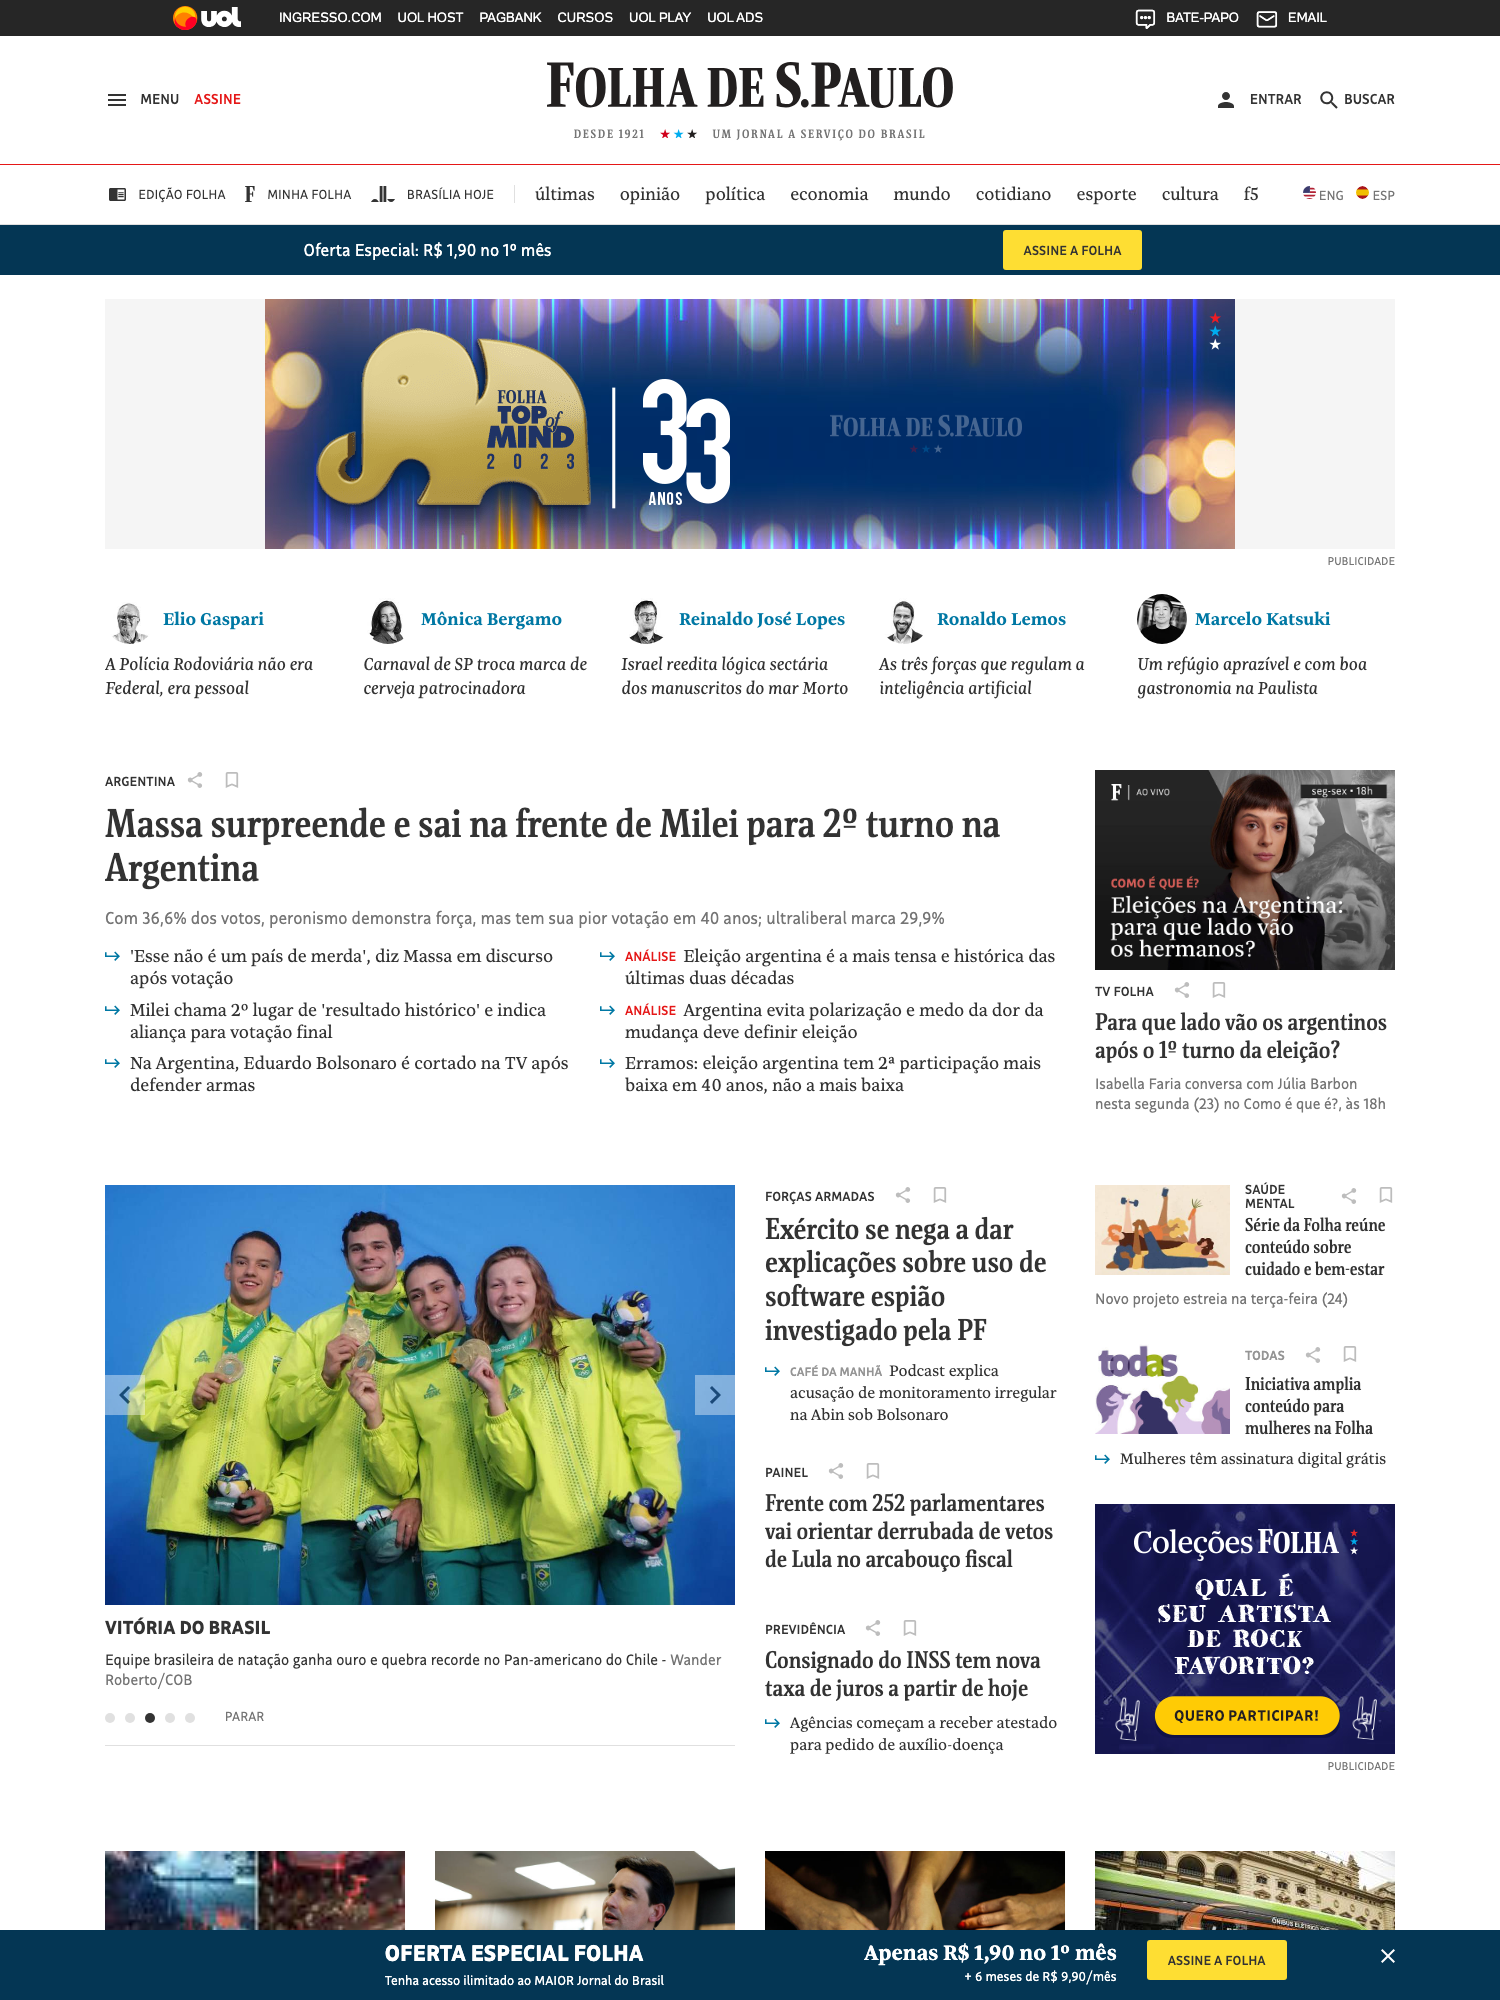 uol INGRESSO.COM UOL HOST PAGBANK CURSOS UOL PLAY UOL ADS BATE-PAPO EMAIL
MENU ASSINE
FOLHA DE S.PAULO
DESDE 1921 ★★★ UM JORNAL A SERVIÇO DO BRASIL
ENTRAR BUSCAR
EDIÇÃO FOLHA F MINHA FOLHA BRASÍLIA HOJE últimas opinião política economia mundo cotidiano esporte cultura f5 ENG ESP
Oferta Especial: R$ 1,90 no 1º mês ASSINE A FOLHA
FOLHA
TOP of
MIND
2023
33
ANOS
FOLHA DE S.PAULO
PUBLICIDADE
Elio Gaspari
A Polícia Rodoviária não era
Federal, era pessoal
Mônica Bergamo
Carnaval de SP troca marca de
cerveja patrocinadora
Reinaldo José Lopes
Israel reedita lógica sectária
dos manuscritos do mar Morto
Ronaldo Lemos
As três forças que regulam a
inteligência artificial
Marcelo Katsuki
Um refúgio aprazível e com boa
gastronomia na Paulista
ARGENTINA
Massa surpreende e sai na frente de Milei para 2º turno na
Argentina
Com 36,6% dos votos, peronismo demonstra força, mas tem sua pior votação em 40 anos; ultraliberal marca 29,9%
'Esse não é um país de merda', diz Massa em discurso
após votação
Milei chama 2º lugar de 'resultado histórico' e indica
aliança para votação final
Na Argentina, Eduardo Bolsonaro é cortado na TV após
defender armas
ANÁLISE Eleição argentina é a mais tensa e histórica das
últimas duas décadas
ANÁLISE Argentina evita polarização e medo da dor da
mudança deve definir eleição
Erramos: eleição argentina tem 2ª participação mais
baixa em 40 anos, não a mais baixa
F | AO VIVO
seg-sex • 18h
COMO É QUE É?
Eleições na Argentina:
para que lado vão
os hermanos?
TV FOLHA
Para que lado vão os argentinos
após o 1º turno da eleição?
Isabella Faria conversa com Júlia Barbon
nesta segunda (23) no Como é que é?, às 18h
VITÓRIA DO BRASIL
Equipe brasileira de natação ganha ouro e quebra recorde no Pan-americano do Chile - Wander
Roberto/COB
PARAR
FORÇAS ARMADAS
Exército se nega a dar
explicações sobre uso de
software espião
investigado pela PF
CAFÉ DA MANHÃ Podcast explica
acusação de monitoramento irregular
na Abin sob Bolsonaro
PAINEL
Frente com 252 parlamentares
vai orientar derrubada de vetos
de Lula no arcabouço fiscal
PREVIDÊNCIA
Consignado do INSS tem nova
taxa de juros a partir de hoje
Agências começam a receber atestado
para pedido de auxílio-doença
SAÚDE
MENTAL
Série da Folha reúne
conteúdo sobre
cuidado e bem-estar
Novo projeto estreia na terça-feira (24)
todas
TODAS
Iniciativa amplia
conteúdo para
mulheres na Folha
Mulheres têm assinatura digital grátis
Coleções FOLHA
QUAL É
SEU ARTISTA
DE ROCK
FAVORITO?
QUERO PARTICIPAR!
PUBLICIDADE
OFERTA ESPECIAL FOLHA
Tenha acesso ilimitado ao MAIOR Jornal do Brasil
Apenas R$ 1,90 no 1º mês
+ 6 meses de R$ 9,90/mês
ASSINE A FOLHA